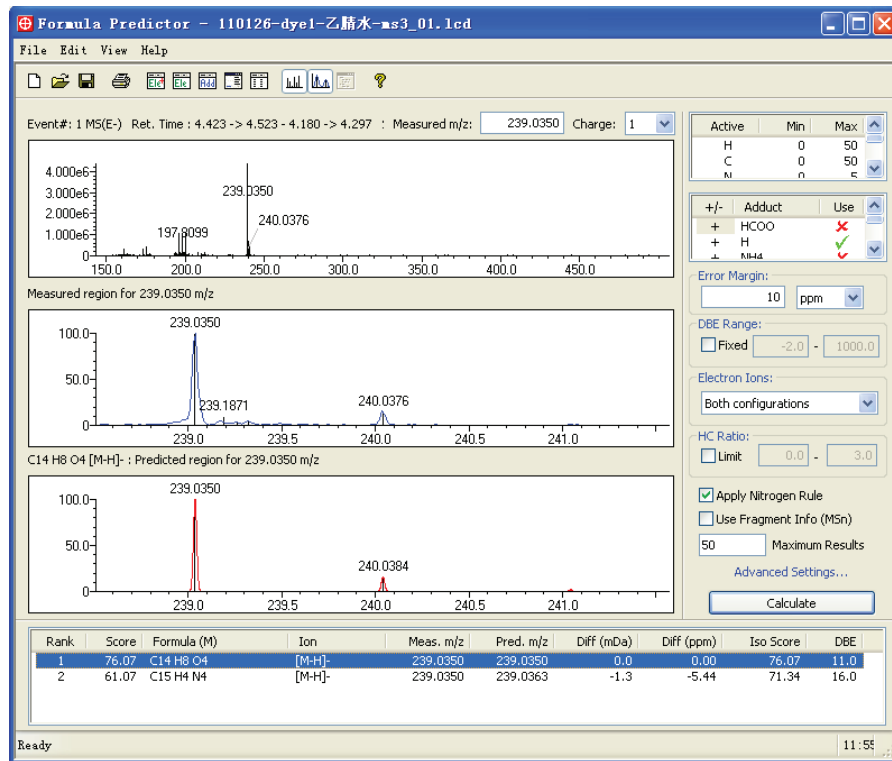 Formula Predictor - 110126-dye1-乙腈水-ms3_01.lcd
File Edit View Help
Event#: 1 MS(E-) Ret. Time : 4.423 -> 4.523 - 4.180 -> 4.297 : Measured m/z: 239.0350 Charge: 1
4.000e6
3.000e6
2.000e6
1.000e6
0
239.0350
240.0376
150.0 200.0 250.0 300.0 350.0 400.0 450.0
Measured region for 239.0350 m/z
239.0350
100.0
50.0
0
239.1871
240.0376
239.0 239.5 240.0 240.5 241.0
C14 H8 O4 [M-H]- : Predicted region for 239.0350 m/z
239.0350
100.0
50.0
0
240.0384
239.0 239.5 240.0 240.5 241.0
Active Min Max
H 0 50
C 0 50
N 0 5
+/- Adduct Use
+ HCOO
+ H
+ NH4
Error Margin:
10 ppm
DBE Range:
Fixed -2.0 - 1000.0
Electron Ions:
Both configurations
HC Ratio:
Limit 0.0 - 3.0
Apply Nitrogen Rule
Use Fragment Info (MSn)
50 Maximum Results
Advanced Settings...
Calculate
Rank Score Formula (M) Ion Meas. m/z Pred. m/z Diff (mDa) Diff (ppm) Iso Score DBE
1 76.07 C14 H8 O4 [M-H]- 239.0350 239.0350 0.0 0.00 76.07 11.0
2 61.07 C15 H4 N4 [M-H]- 239.0350 239.0363 -1.3 -5.44 71.34 16.0
Ready